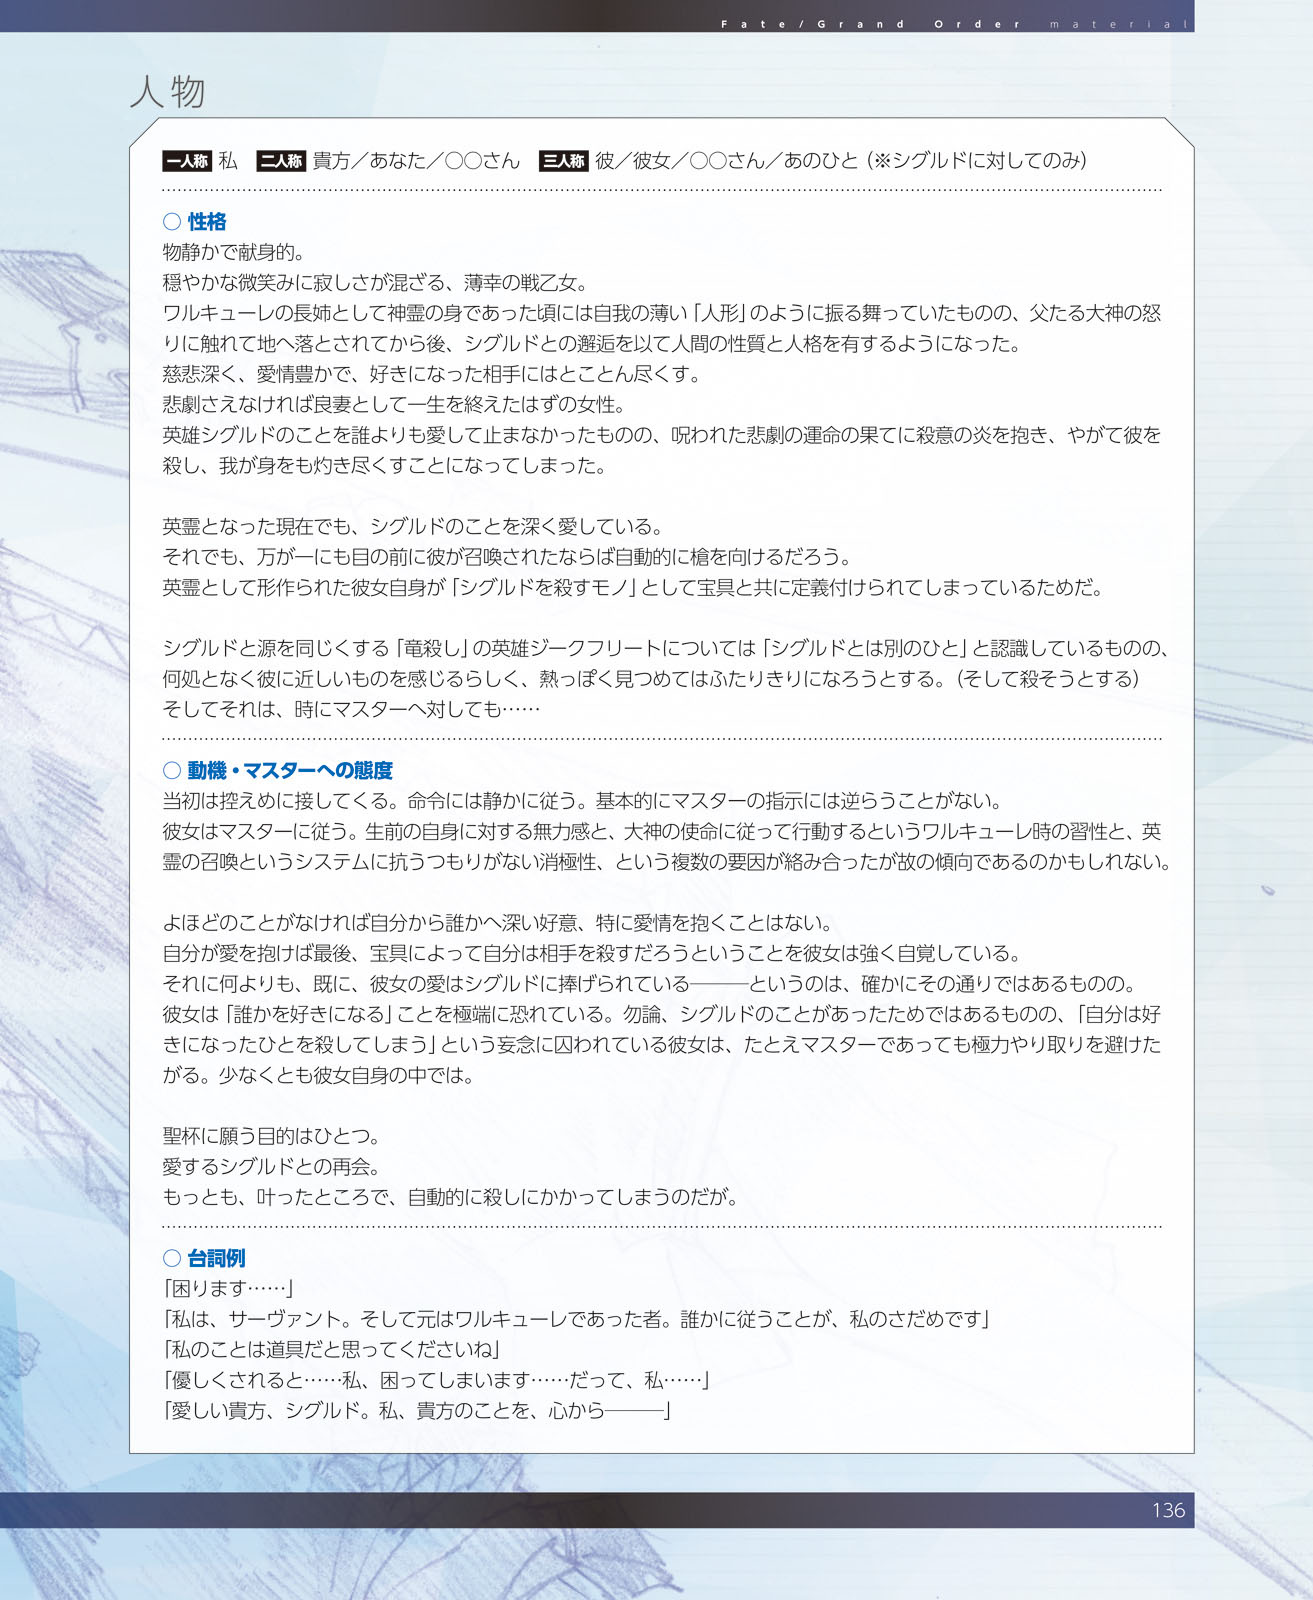 Fate/Grand Order material
人物
一人称 私 二人称 貴方／あなた／○○さん 三人称 彼／彼女／○○さん／あのひと（※シグルドに対してのみ）
○ 性格
物静かで献身的。
穏やかな微笑みに寂しさが混ざる、薄幸の戦乙女。
ワルキューレの長姉として神霊の身であった頃には自我の薄い「人形」のように振る舞っていたものの、父たる大神の怒
りに触れて地へ落とされてから後、シグルドとの邂逅を以て人間の性質と人格を有するようになった。
慈悲深く、愛情豊かで、好きになった相手にはとことん尽くす。
悲劇さえなければ良妻として一生を終えたはずの女性。
英雄シグルドのことを誰よりも愛して止まなかったものの、呪われた悲劇の運命の果てに殺意の炎を抱き、やがて彼を
殺し、我が身をも灼き尽くすことになってしまった。
英霊となった現在でも、シグルドのことを深く愛している。
それでも、万が一にも目の前に彼が召喚されたならば自動的に槍を向けるだろう。
英霊として形作られた彼女自身が「シグルドを殺すモノ」として宝具と共に定義付けられてしまっているためだ。
シグルドと源を同じくする「竜殺し」の英雄ジークフリートについては「シグルドとは別のひと」と認識しているものの、
何処となく彼に近しいものを感じるらしく、熱っぽく見つめてはふたりきりになろうとする。（そして殺そうとする）
そしてそれは、時にマスターへ対しても……
○ 動機・マスターへの態度
当初は控えめに接してくる。命令には静かに従う。基本的にマスターの指示には逆らうことがない。
彼女はマスターに従う。生前の自身に対する無力感と、大神の使命に従って行動するというワルキューレ時の習性と、英
霊の召喚というシステムに抗うつもりがない消極性、という複数の要因が絡み合ったが故の傾向であるのかもしれない。
よほどのことがなければ自分から誰かへ深い好意、特に愛情を抱くことはない。
自分が愛を抱けば最後、宝具によって自分は相手を殺すだろうということを彼女は強く自覚している。
それに何よりも、既に、彼女の愛はシグルドに捧げられている―――というのは、確かにその通りではあるものの。
彼女は「誰かを好きになる」ことを極端に恐れている。勿論、シグルドのことがあったためではあるものの、「自分は好
きになったひとを殺してしまう」という妄念に囚われている彼女は、たとえマスターであっても極力やり取りを避けた
がる。少なくとも彼女自身の中では。
聖杯に願う目的はひとつ。
愛するシグルドとの再会。
もっとも、叶ったところで、自動的に殺しにかかってしまうのだが。
○ 台詞例
「困ります……」
「私は、サーヴァント。そして元はワルキューレであった者。誰かに従うことが、私のさだめです」
「私のことは道具だと思ってくださいね」
「優しくされると……私、困ってしまいます……だって、私……」
「愛しい貴方、シグルド。私、貴方のことを、心から―――」
136